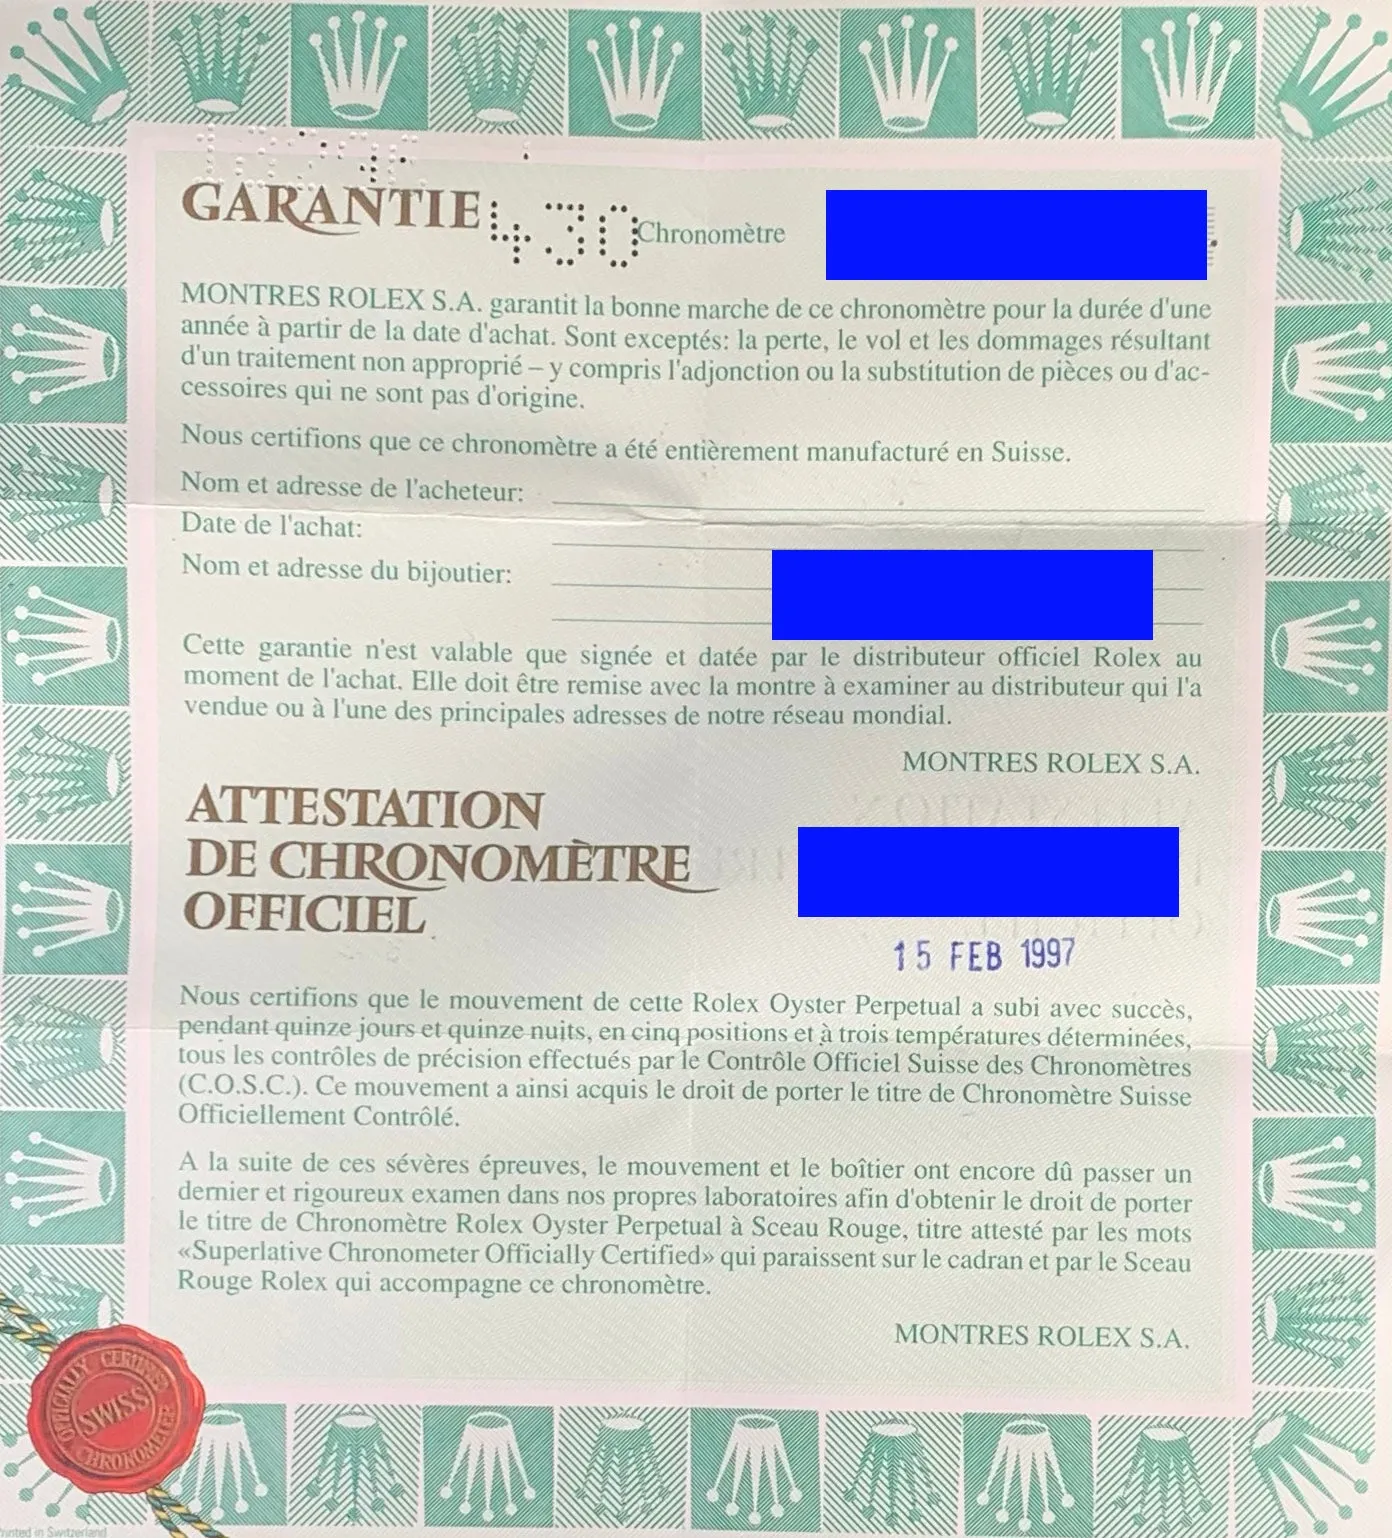 GARANTIE 430 Chronomètre
MONTRES ROLEX S.A. garantit la bonne marche de ce chronomètre pour la durée d'une
année à partir de la date d'achat. Sont exceptés: la perte, le vol et les dommages résultant
d'un traitement non approprié – y compris l'adjonction ou la substitution de pièces ou d'ac-
cessoires qui ne sont pas d'origine.
Nous certifions que ce chronomètre a été entièrement manufacturé en Suisse.
Nom et adresse de l'acheteur:
Date de l'achat:
Nom et adresse du bijoutier:
Cette garantie n'est valable que signée et datée par le distributeur officiel Rolex au
moment de l'achat. Elle doit être remise avec la montre à examiner au distributeur qui l'a
vendue ou à l'une des principales adresses de notre réseau mondial.
MONTRES ROLEX S.A.
ATTESTATION
DE CHRONOMÈTRE
OFFICIEL
15 FEB 1997
Nous certifions que le mouvement de cette Rolex Oyster Perpetual a subi avec succès,
pendant quinze jours et quinze nuits, en cinq positions et à trois températures déterminées,
tous les contrôles de précision effectués par le Contrôle Officiel Suisse des Chronomètres
(C.O.S.C.). Ce mouvement a ainsi acquis le droit de porter le titre de Chronomètre Suisse
Officiellement Contrôlé.
A la suite de ces sévères épreuves, le mouvement et le boîtier ont encore dû passer un
dernier et rigoureux examen dans nos propres laboratoires afin d'obtenir le droit de porter
le titre de Chronomètre Rolex Oyster Perpetual à Sceau Rouge, titre attesté par les mots
«Superlative Chronometer Officially Certified» qui paraissent sur le cadran et par le Sceau
Rouge Rolex qui accompagne ce chronomètre.
MONTRES ROLEX S.A.
OFFICIALLY CERTIFIED
SWISS
CHRONOMETER
Printed in Switzerland